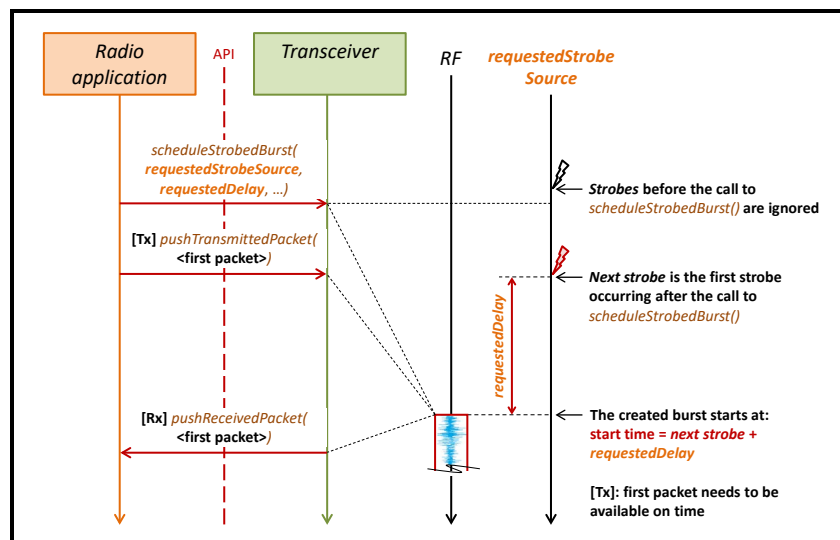 Radio
application
API
Transceiver
RF
requestedStrobe
Source
scheduleStrobedBurst(
requestedStrobeSource,
requestedDelay, ...)
Strobes before the call to
scheduleStrobedBurst() are ignored
[Tx] pushTransmittedPacket(
<first packet>)
Next strobe is the first strobe
occurring after the call to
scheduleStrobedBurst()
requestedDelay
[Rx] pushReceivedPacket(
<first packet>)
The created burst starts at:
start time = next strobe +
requestedDelay
[Tx]: first packet needs to be
available on time